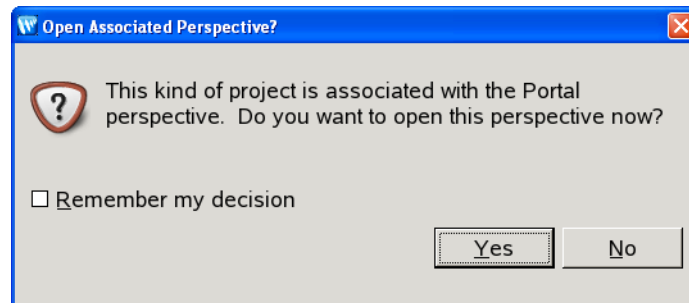 Open Associated Perspective?
This kind of project is associated with the Portal
perspective.  Do you want to open this perspective now?
Remember my decision
Yes No